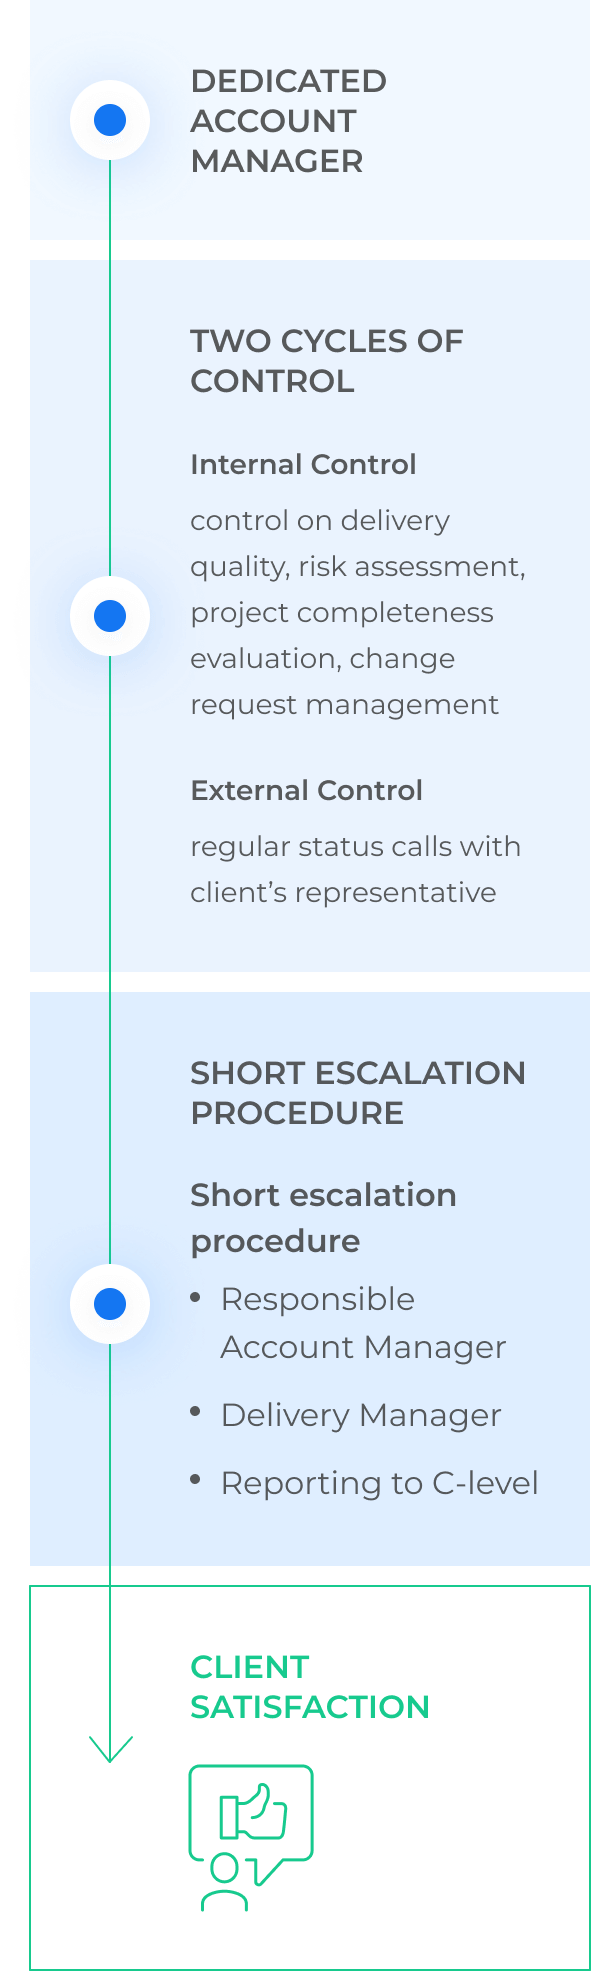 DEDICATED
ACCOUNT
MANAGER
TWO CYCLES OF
CONTROL
Internal Control
control on delivery
quality, risk assessment,
project completeness
evaluation, change
request management
External Control
regular status calls with
client’s representative
SHORT ESCALATION
PROCEDURE
Short escalation
procedure
• Responsible
Account Manager
• Delivery Manager
• Reporting to C-level
CLIENT
SATISFACTION